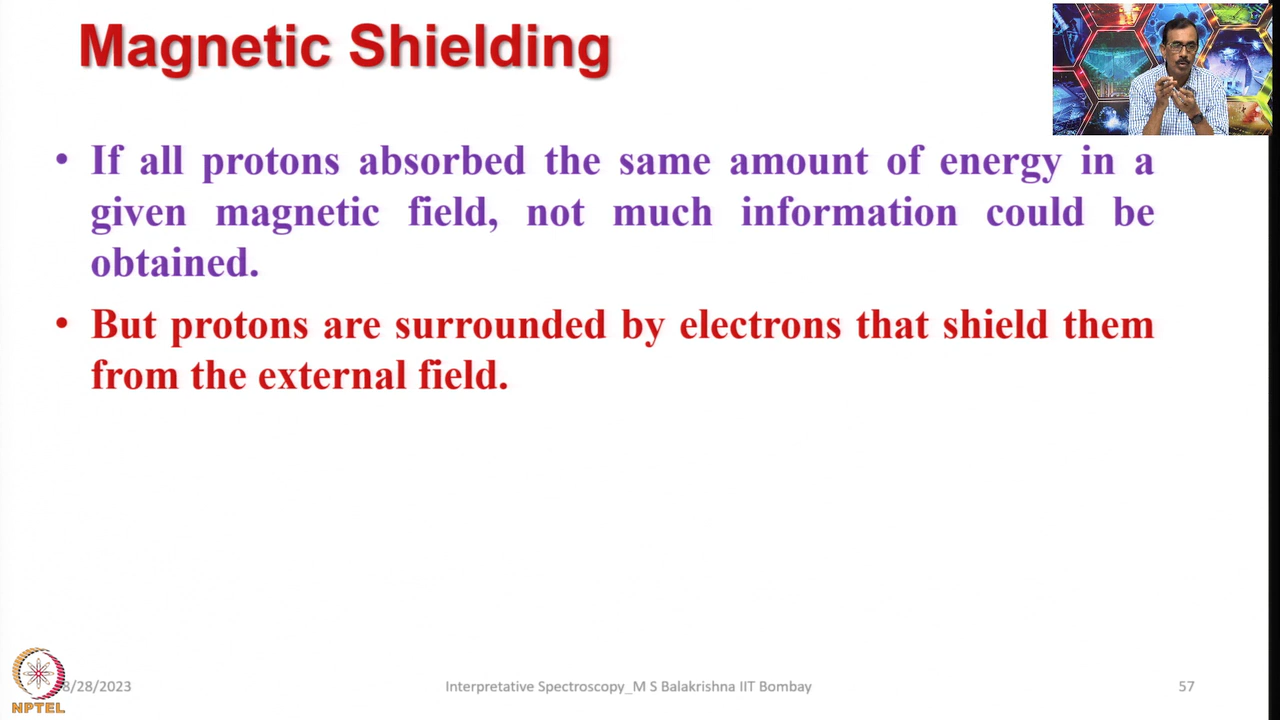 Magnetic Shielding
• If all protons absorbed the same amount of energy in a
given magnetic field, not much information could be
obtained.
• But protons are surrounded by electrons that shield them
from the external field.
8/28/2023
Interpretative Spectroscopy_M S Balakrishna IIT Bombay
57
NPTEL